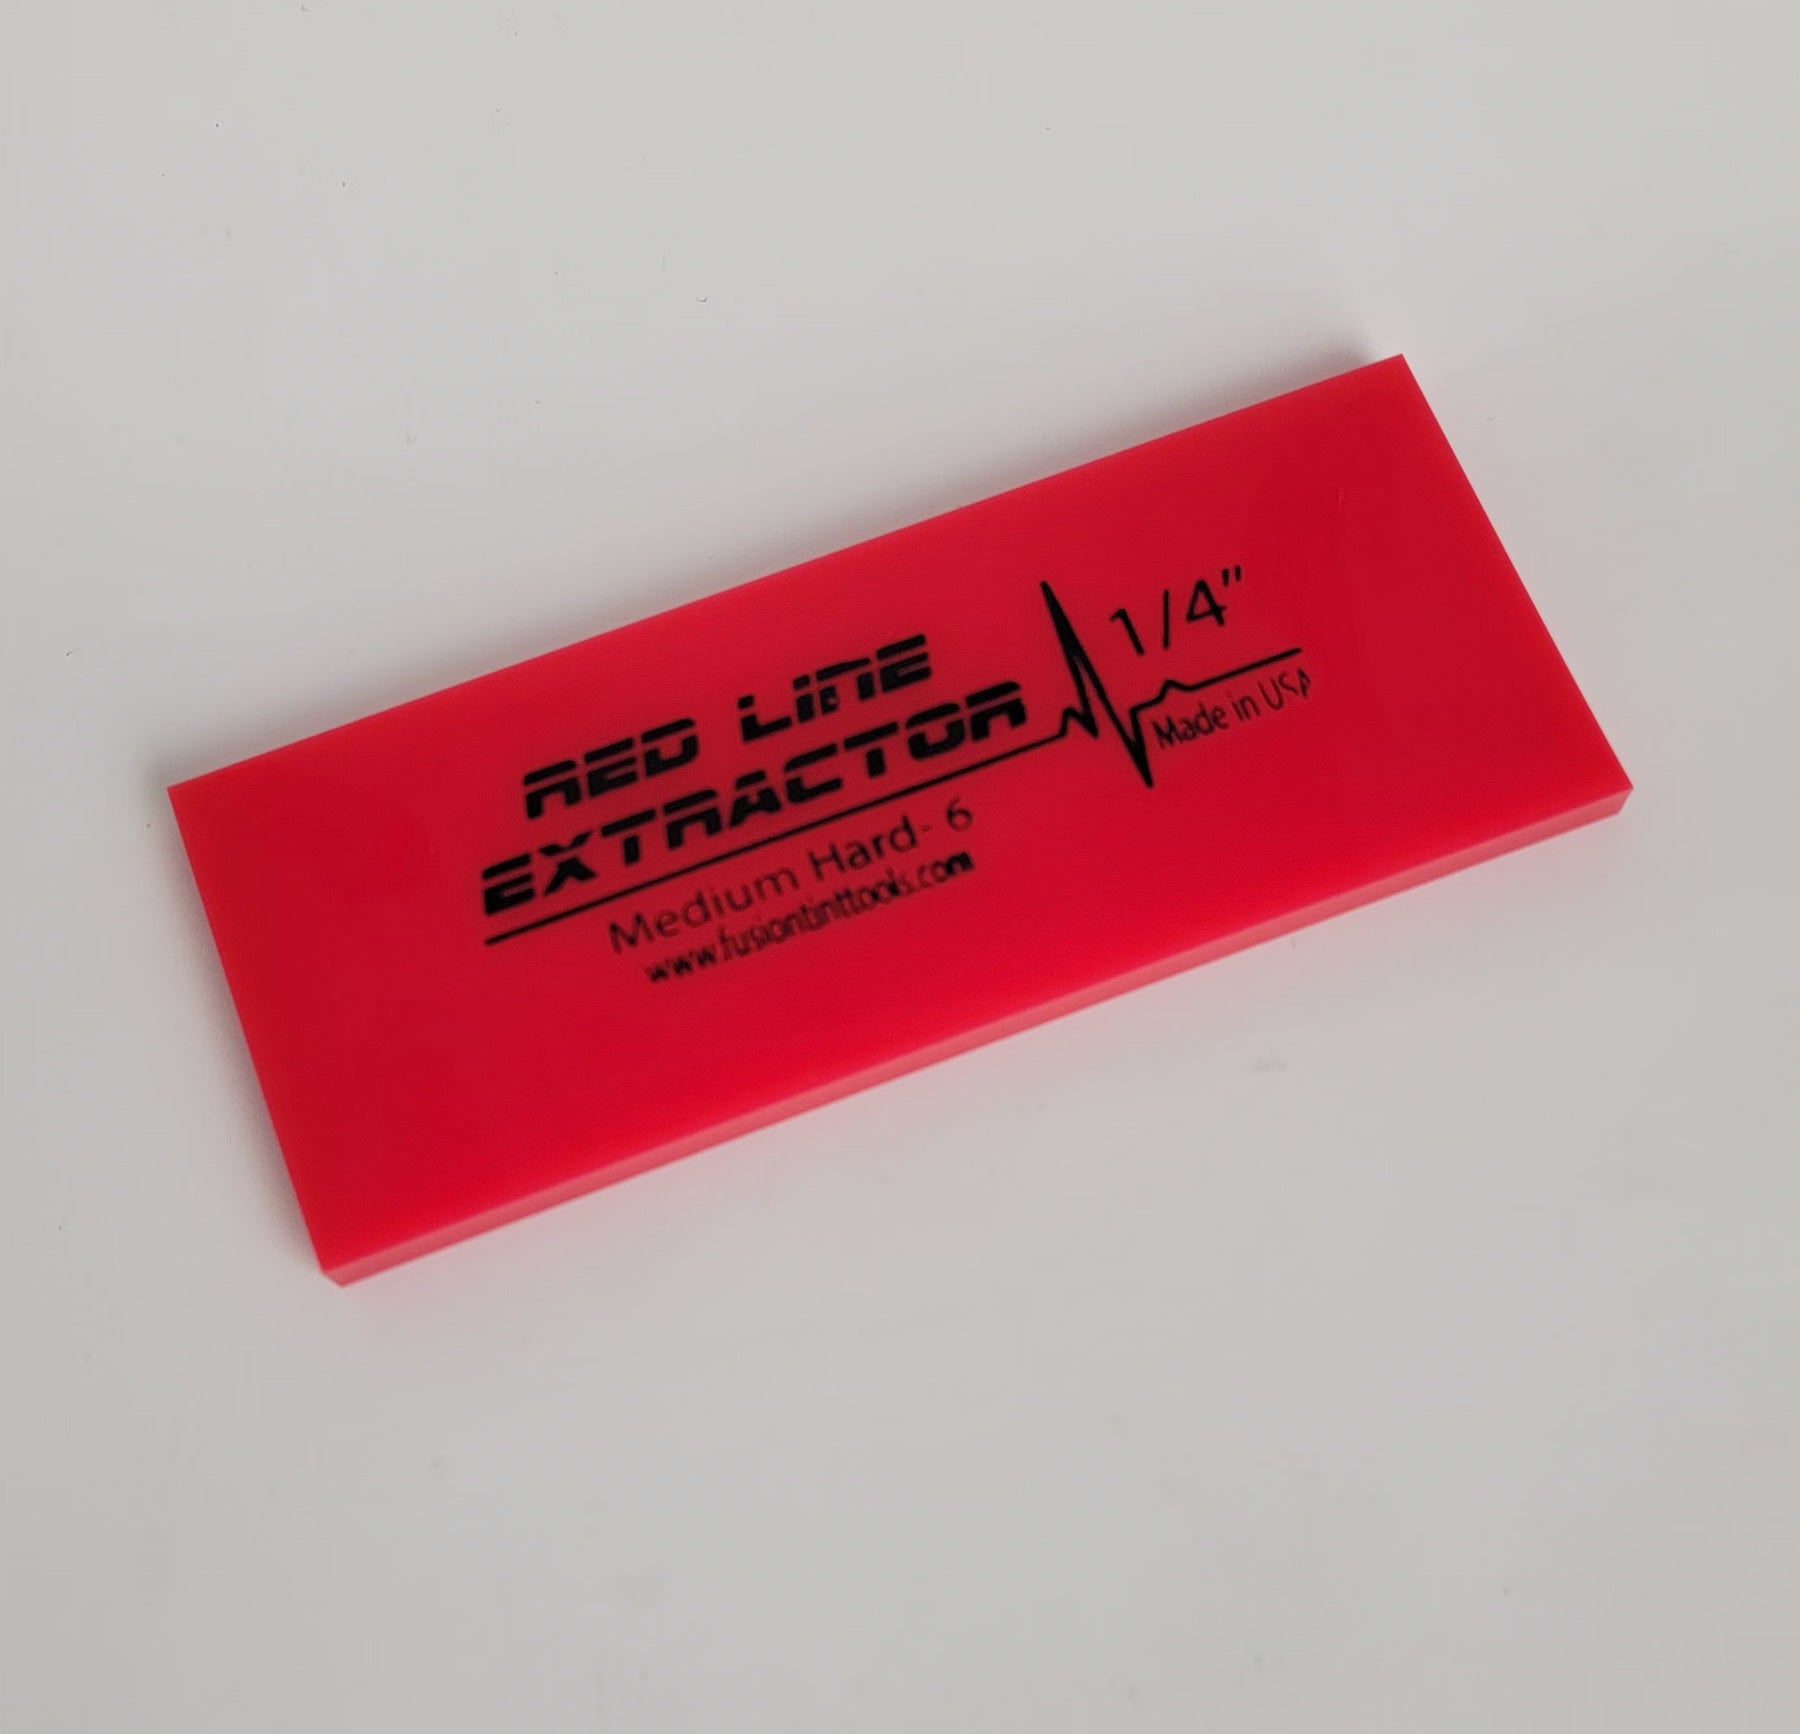 RED LINE
EXTRACTOR
1/4"
Made in USA
Medium Hard- 6
www.fusiontinttools.com